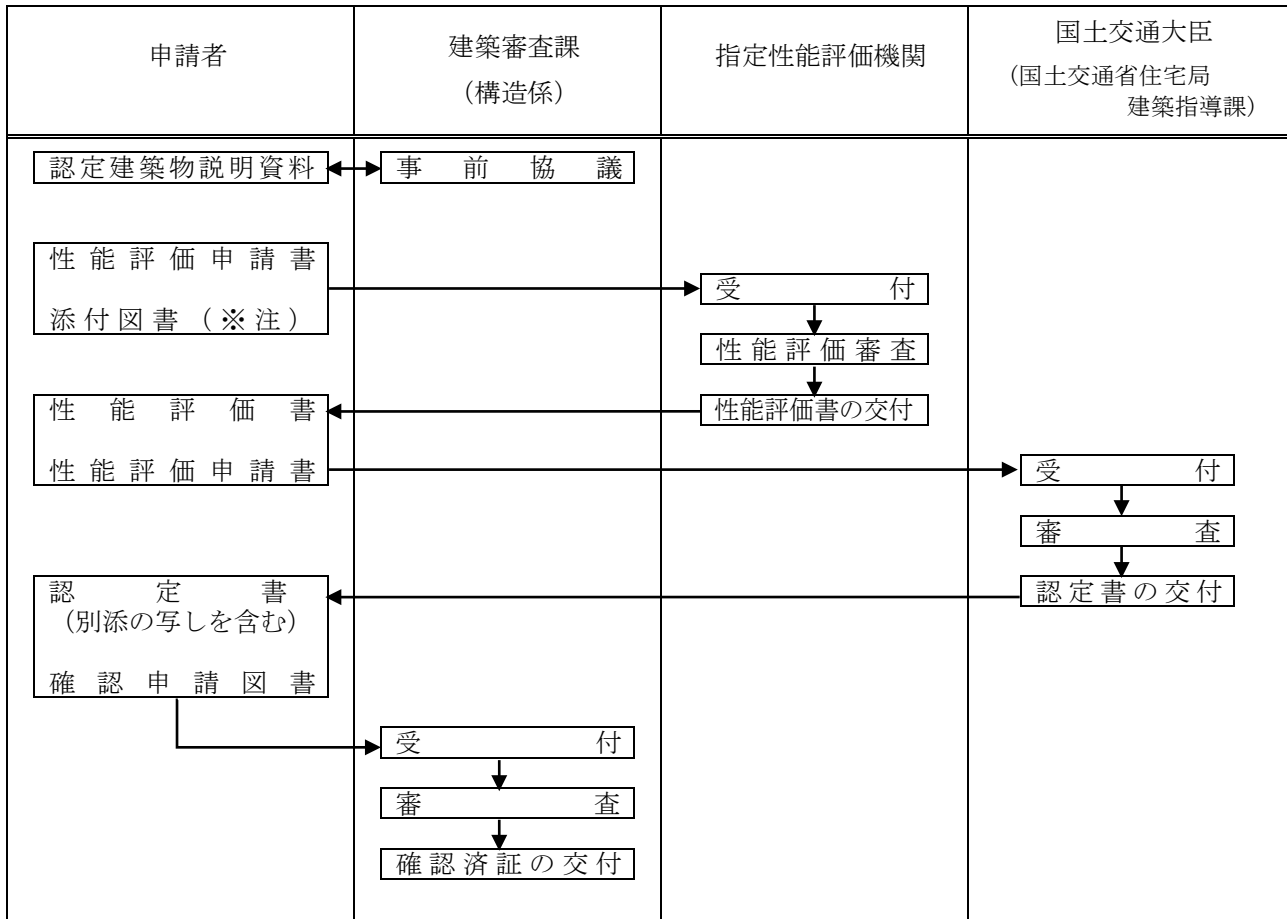 申請者
建築審査課
（構造係）
指定性能評価機関
国土交通大臣
（国土交通省住宅局
建築指導課）
認定建築物説明資料
事前協議
性能評価申請書
添付図書（※注）
受付
性能評価審査
性能評価書
性能評価書の交付
性能評価申請書
受付
審査
認定書
（別添の写しを含む）
認定書の交付
確認申請図書
受付
審査
確認済証の交付